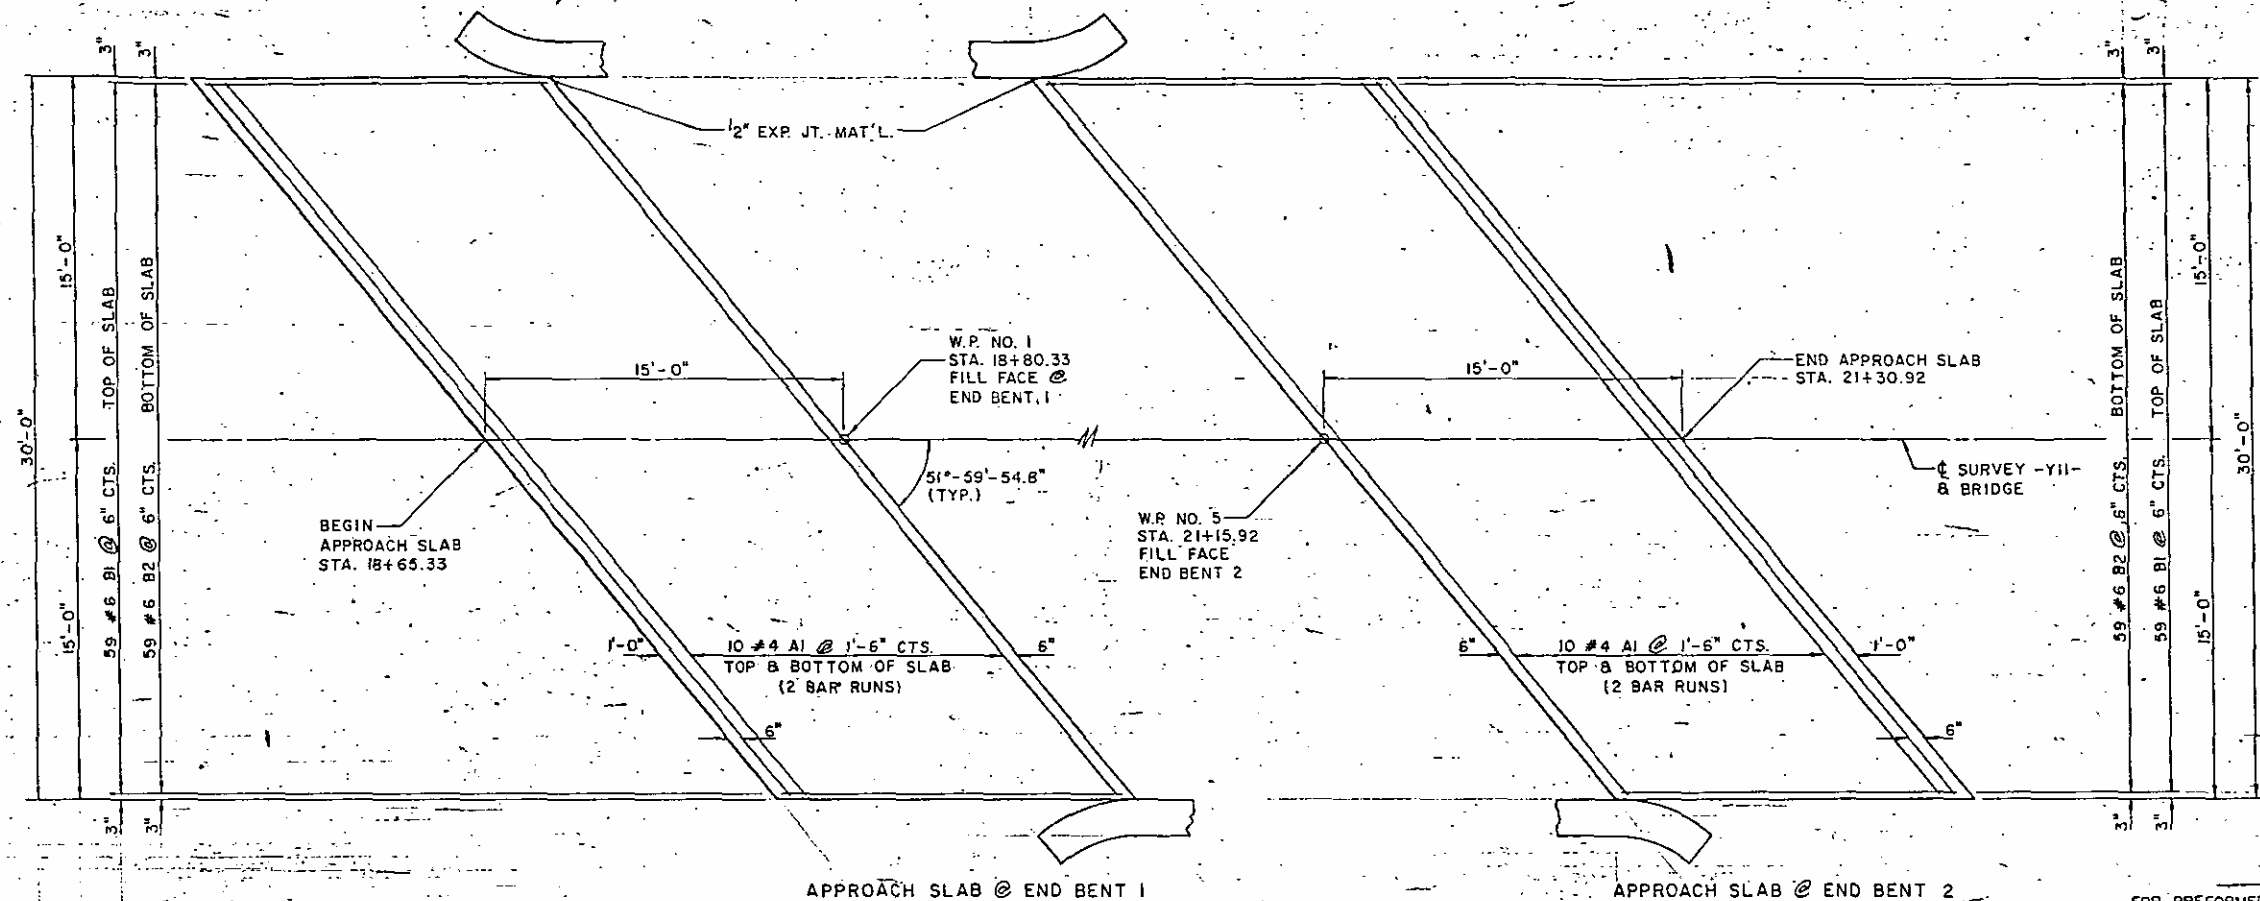 3"
3"
3"
3"
½" EXP. JT. MAT'L.
15'-0"
30'-0"
15'-0"
59 #6 B1 @ 6" CTS. TOP OF SLAB
59 #6 B2 @ 6" CTS. BOTTOM OF SLAB
15'-0"
W.P. NO. 1
STA. 18+80.33
FILL FACE @
END BENT 1
15'-0"
END APPROACH SLAB
STA. 21+30.92
51°-59'-54.8"
(TYP.)
BEGIN
APPROACH SLAB
STA. 18+65.33
W.P. NO. 5
STA. 21+15.92
FILL FACE
END BENT 2
℄ SURVEY -Y11-
& BRIDGE
59 #6 B2 @ 6" CTS. BOTTOM OF SLAB
59 #6 B1 @ 6" CTS. TOP OF SLAB
15'-0"
15'-0"
30'-0"
1'-0"
10 #4 A1 @ 1'-6" CTS.
TOP & BOTTOM OF SLAB
(2 BAR RUNS)
6"
6"
6"
10 #4 A1 @ 1'-6" CTS.
TOP & BOTTOM OF SLAB
(2 BAR RUNS)
1'-0"
6"
3"
3"
3"
3"
APPROACH SLAB @ END BENT 1
APPROACH SLAB @ END BENT 2